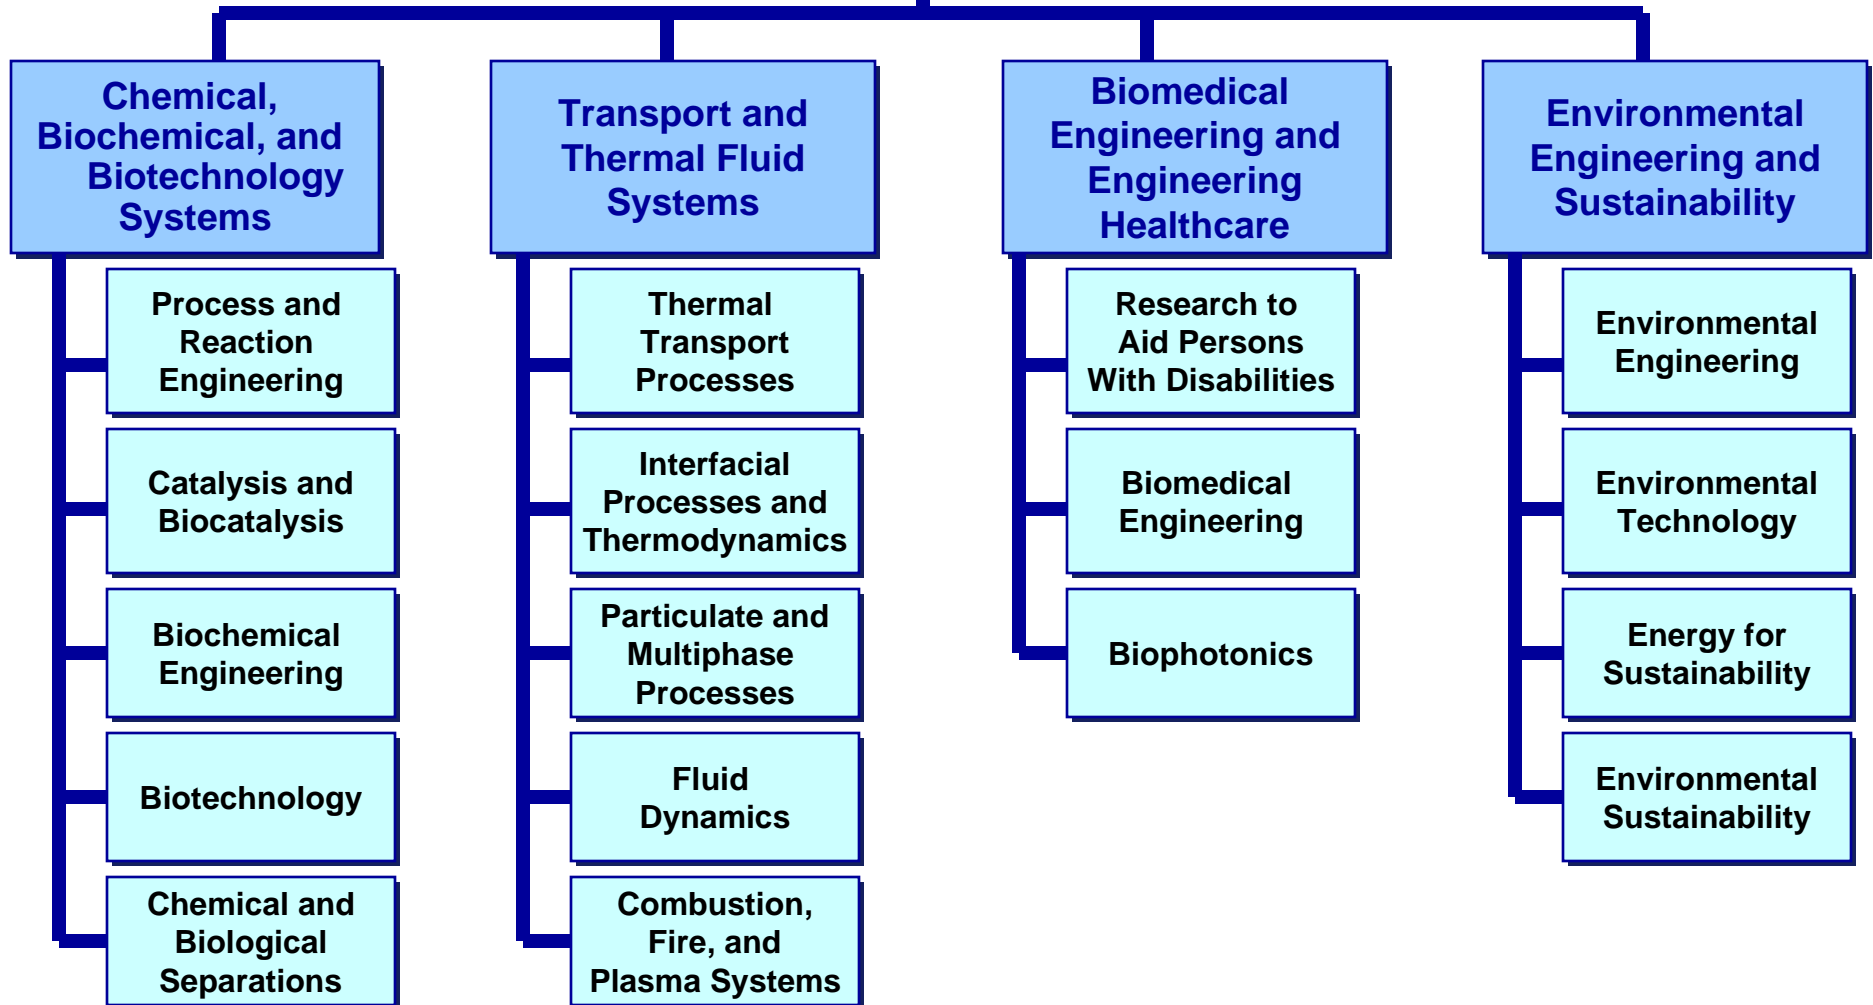 Chemical,
Biochemical, and
Biotechnology
Systems
Process and
Reaction
Engineering
Catalysis and
Biocatalysis
Biochemical
Engineering
Biotechnology
Chemical and
Biological
Separations
Transport and
Thermal Fluid
Systems
Thermal
Transport
Processes
Interfacial
Processes and
Thermodynamics
Particulate and
Multiphase
Processes
Fluid
Dynamics
Combustion,
Fire, and
Plasma Systems
Biomedical
Engineering and
Engineering
Healthcare
Research to
Aid Persons
With Disabilities
Biomedical
Engineering
Biophotonics
Environmental
Engineering and
Sustainability
Environmental
Engineering
Environmental
Technology
Energy for
Sustainability
Environmental
Sustainability